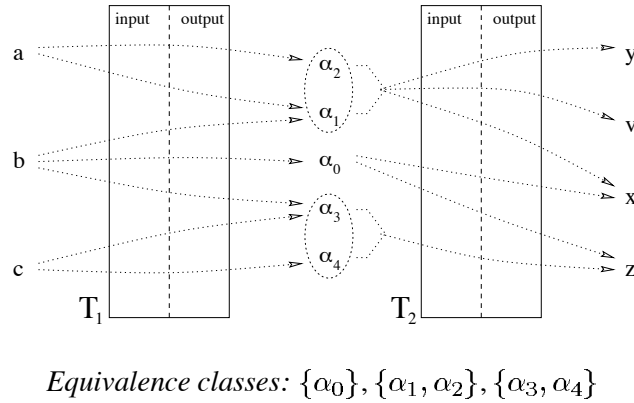 input output input output
a α₂ y
α₁ v
b α₀ x
α₃
c α₄ z
T₁ T₂
Equivalence classes: {α₀}, {α₁, α₂}, {α₃, α₄}